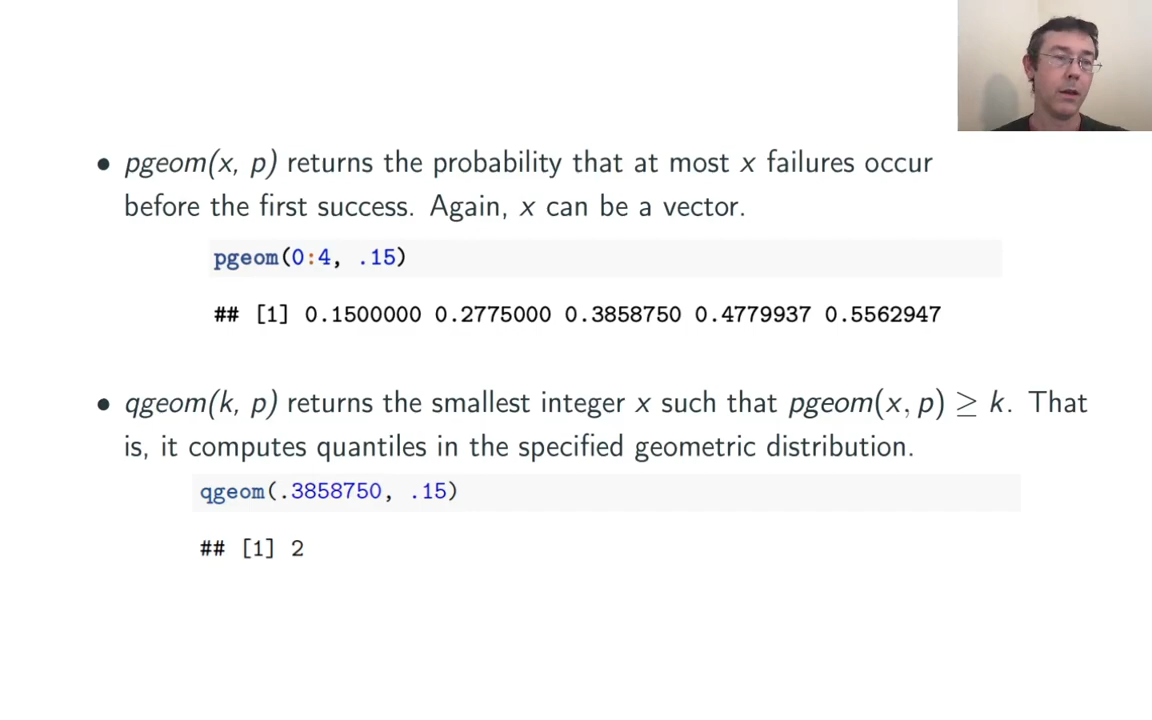 • pgeom(x, p) returns the probability that at most x failures occur
before the first success. Again, x can be a vector.
pgeom(0:4, .15)
## [1] 0.1500000 0.2775000 0.3858750 0.4779937 0.5562947
• qgeom(k, p) returns the smallest integer x such that pgeom(x, p) ≥ k. That
is, it computes quantiles in the specified geometric distribution.
qgeom(.3858750, .15)
## [1] 2